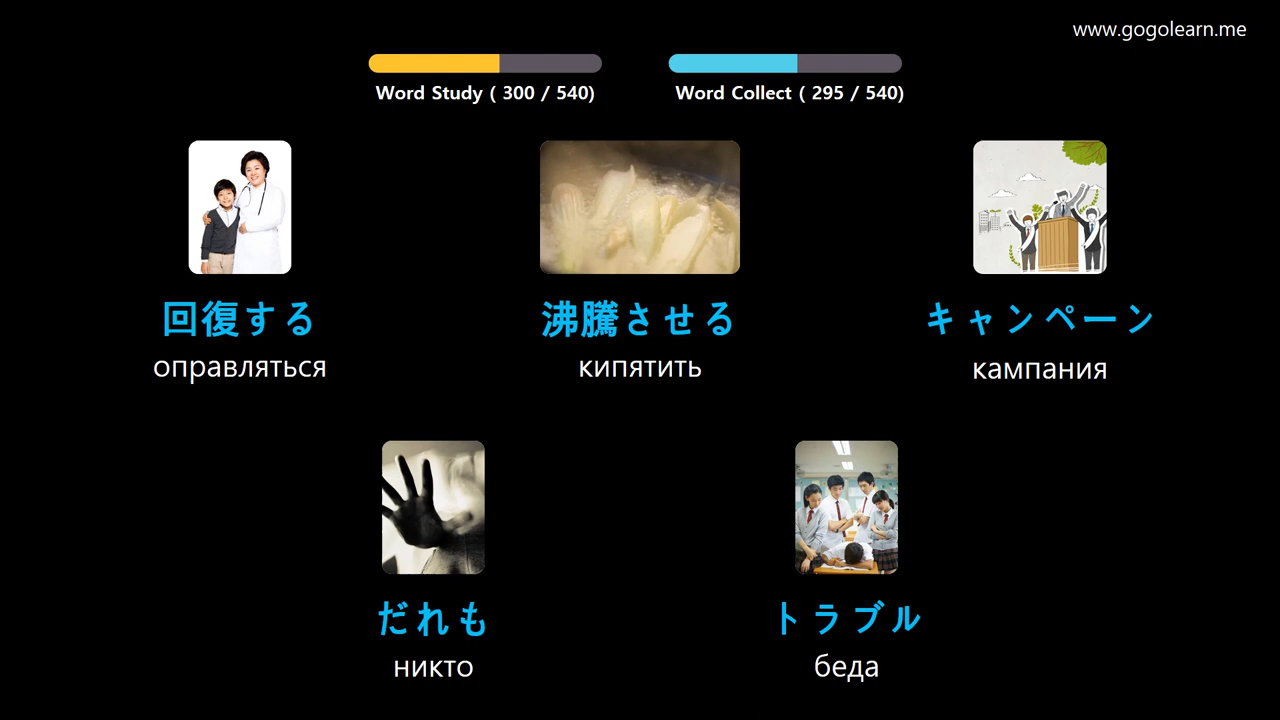 www.gogolearn.me
Word Study ( 300 / 540)
Word Collect ( 295 / 540)
回復する
оправляться
沸騰させる
кипятить
キャンペーン
кампания
だれも
никто
トラブル
беда